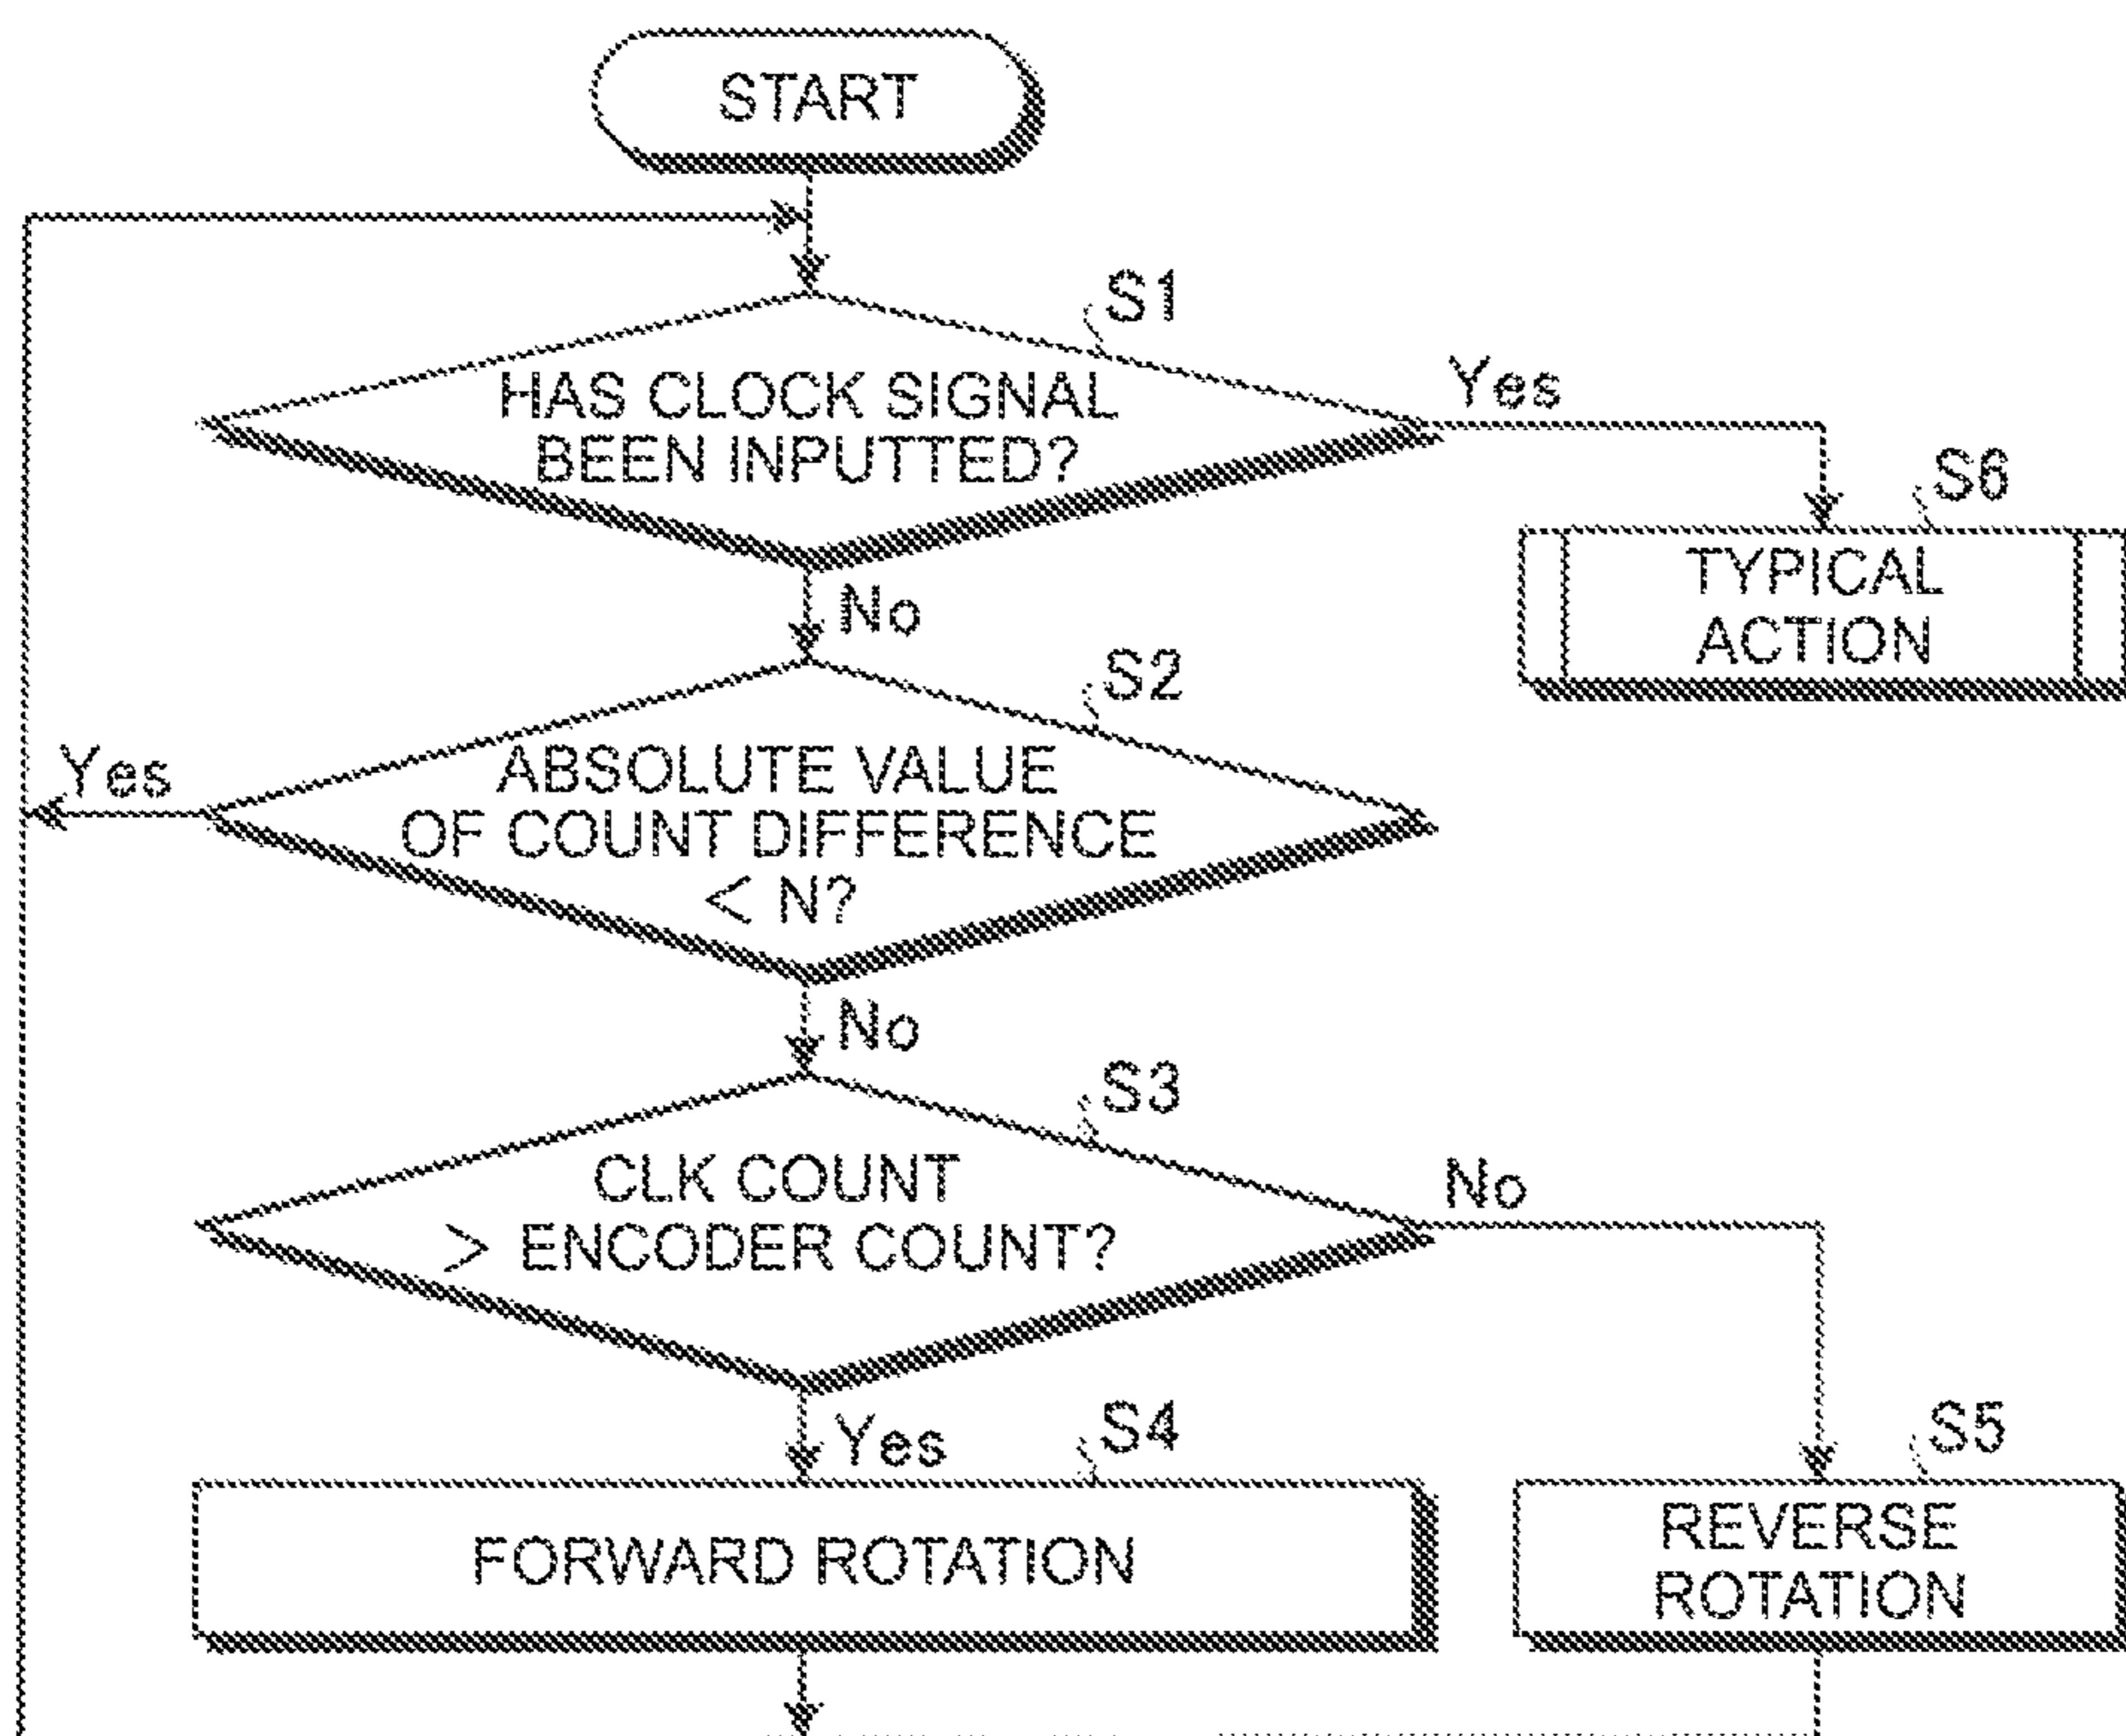 START
S1
HAS CLOCK SIGNAL
BEEN INPUTTED?
Yes
S6
TYPICAL
ACTION
No
S2
ABSOLUTE VALUE
OF COUNT DIFFERENCE
< N?
Yes
No
S3
CLK COUNT
> ENCODER COUNT?
No
Yes
S4
FORWARD ROTATION
S5
REVERSE
ROTATION